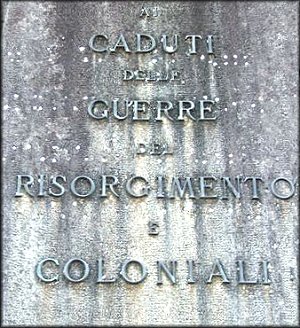 AI
CADUTI
DELLE
GUERRE
DEL
RISORGIMENTO
E
COLONIALI